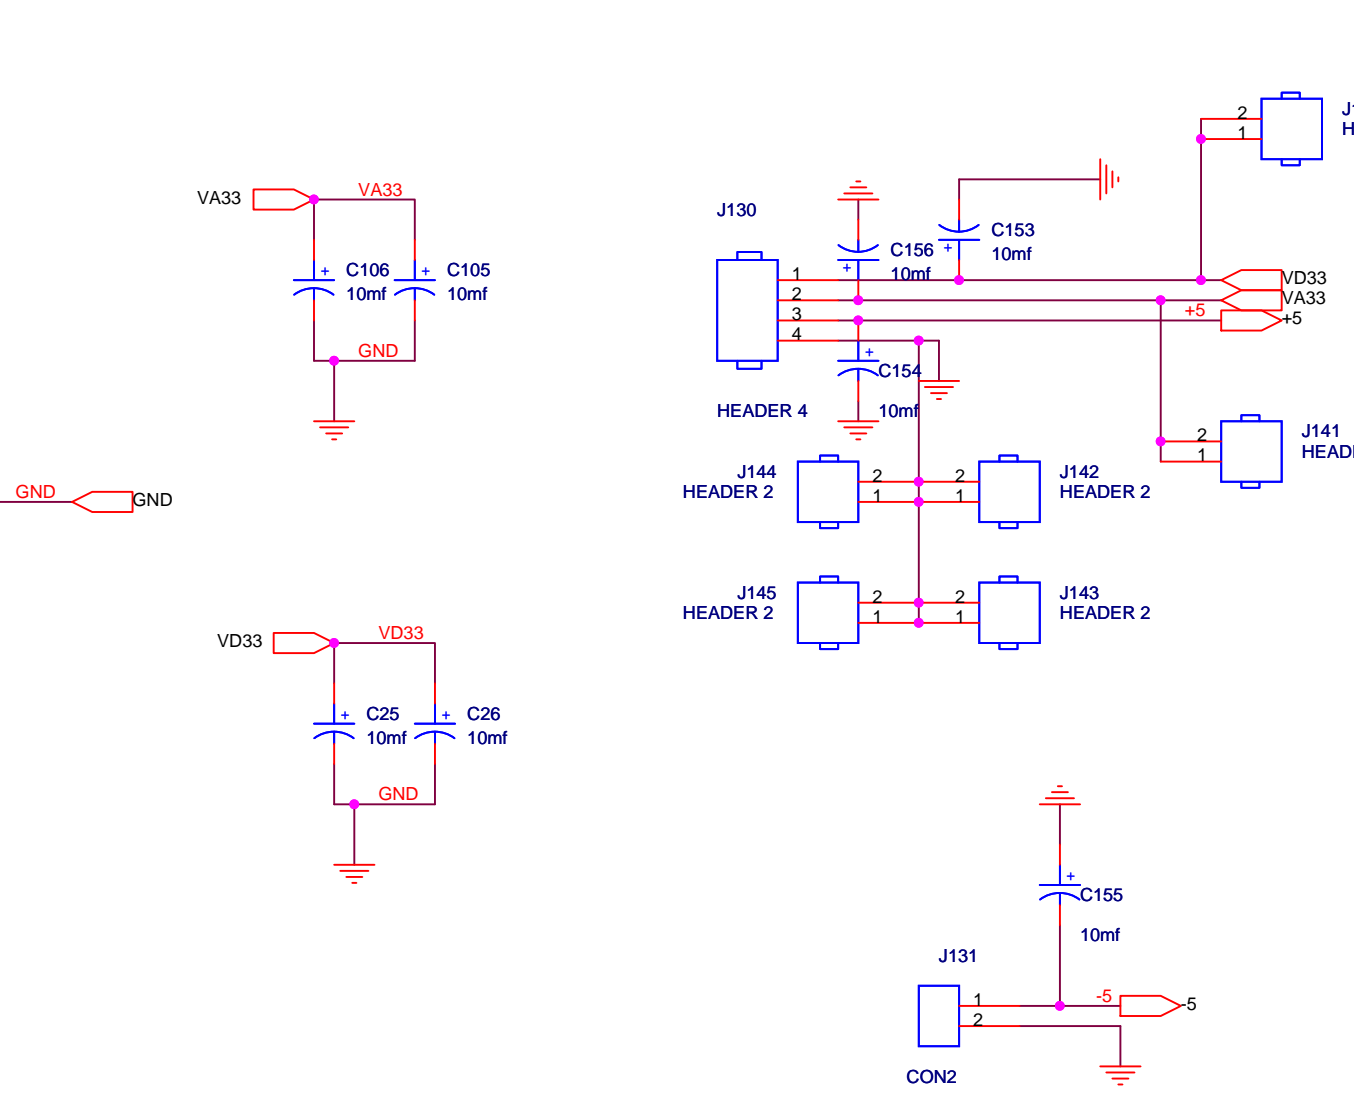 J1
H
2
1
VA33
VA33
J130
C153
10mf
C156
10mf
C106
10mf
+
C105
10mf
+
+
+
1
2
3
4
VD33
VA33
+5
+5
GND
+
C154
10mf
HEADER 4
2
1
J141
HEAD
J144
HEADER 2
2
1
2
1
J142
HEADER 2
GND
GND
J145
HEADER 2
2
1
2
1
J143
HEADER 2
VD33
VD33
+
C25
10mf
+
C26
10mf
GND
+
C155
10mf
J131
1
2
-5
-5
CON2